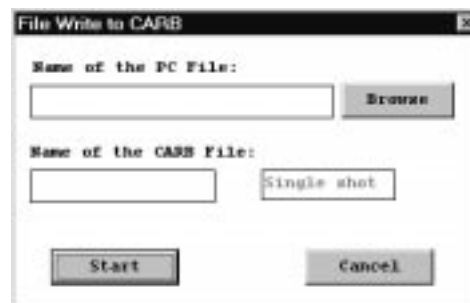 File Write to CARB
Name of the PC File:
Browse
Name of the CARB File:
Single shot
Start
Cancel